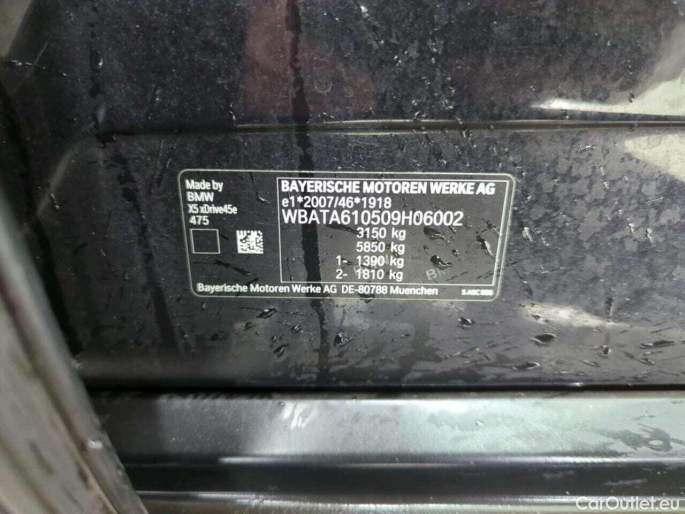 Made by
BMW
X5 xDrive45e
475
BAYERISCHE MOTOREN WERKE AG
e1*2007/46*1918
WBATA610509H06002
3150 kg
5850 kg
1- 1390 kg
2- 1810 kg
Bayerische Motoren Werke AG DE-80788 Muenchen
CarOutlet.eu